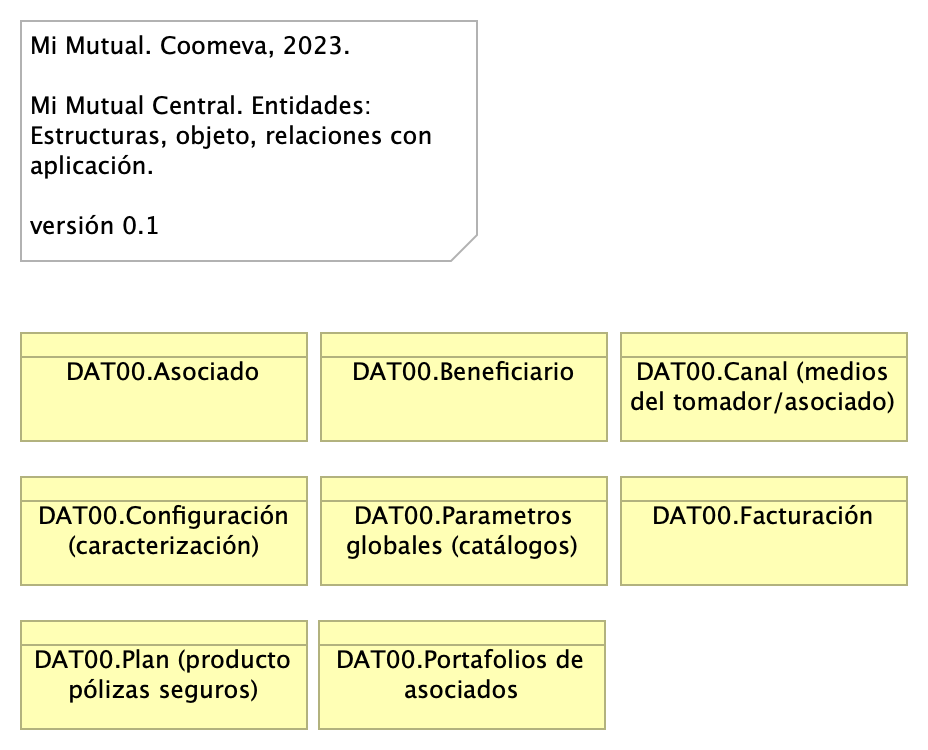 Mi Mutual. Coomeva, 2023.
Mi Mutual Central. Entidades:
Estructuras, objeto, relaciones con
aplicación.
versión 0.1
DAT00.Asociado
DAT00.Beneficiario
DAT00.Canal (medios
del tomador/asociado)
DAT00.Configuración
(caracterización)
DAT00.Parametros
globales (catálogos)
DAT00.Facturación
DAT00.Plan (producto
pólizas seguros)
DAT00.Portafolios de
asociados